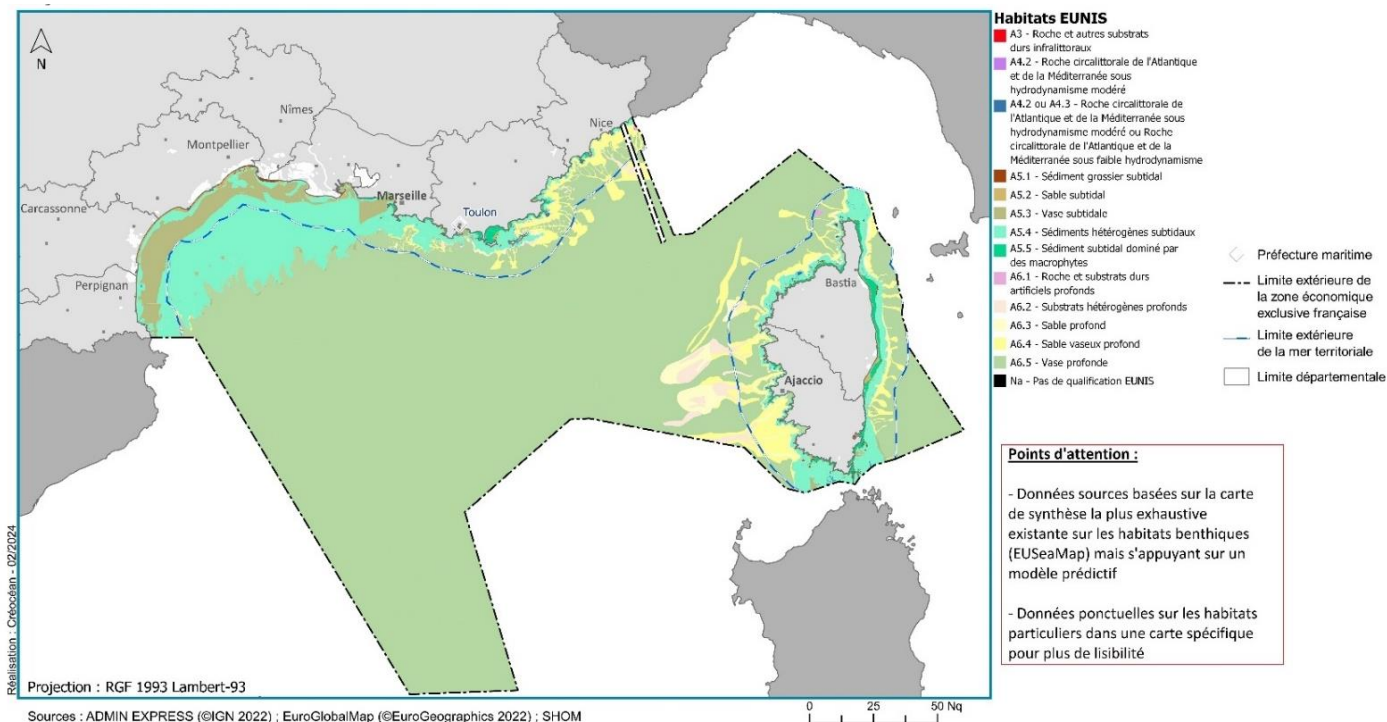 N
Nîmes
Montpellier
Nice
Carcassonne
Marseille
Toulon
Perpignan
Bastia
Ajaccio
Projection : RGF 1993 Lambert-93
Réalisation : Créocéan - 02/2024
Sources : ADMIN EXPRESS (©IGN 2022) ; EuroGlobalMap (©EuroGeographics 2022) ; SHOM
0 25 50 Nq
Habitats EUNIS
A3 - Roche et autres substrats
durs infralittoraux
A4.2 - Roche circalittorale de l'Atlantique
et de la Méditerranée sous
hydrodynamisme modéré
A4.2 ou A4.3 - Roche circalittorale de
l'Atlantique et de la Méditerranée sous
hydrodynamisme modéré ou Roche
circalittorale de l'Atlantique et de la
Méditerranée sous faible hydrodynamisme
A5.1 - Sédiment grossier subtidal
A5.2 - Sable subtidal
A5.3 - Vase subtidale
A5.4 - Sédiments hétérogènes subtidaux
A5.5 - Sédiment subtidal dominé par
des macrophytes
A6.1 - Roche et substrats durs
artificiels profonds
A6.2 - Substrats hétérogènes profonds
A6.3 - Sable profond
A6.4 - Sable vaseux profond
A6.5 - Vase profonde
Na - Pas de qualification EUNIS
Préfecture maritime
Limite extérieure de
la zone économique
exclusive française
Limite extérieure
de la mer territoriale
Limite départementale
Points d'attention :
- Données sources basées sur la carte
de synthèse la plus exhaustive
existante sur les habitats benthiques
(EUSeaMap) mais s'appuyant sur un
modèle prédictif
- Données ponctuelles sur les habitats
particuliers dans une carte spécifique
pour plus de lisibilité